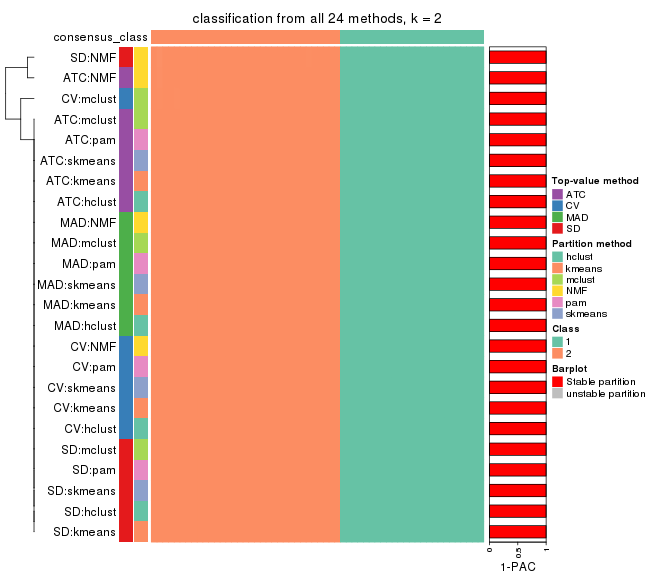 classification from all 24 methods, k = 2
consensus_class
SD:NMF
ATC:NMF
CV:mclust
ATC:mclust
ATC:pam
ATC:skmeans
ATC:kmeans
ATC:hclust
MAD:NMF
MAD:mclust
MAD:pam
MAD:skmeans
MAD:kmeans
MAD:hclust
CV:NMF
CV:pam
CV:skmeans
CV:kmeans
CV:hclust
SD:mclust
SD:pam
SD:skmeans
SD:hclust
SD:kmeans
0 0.5 1
1-PAC
Top-value method
ATC
CV
MAD
SD
Partition method
hclust
kmeans
mclust
NMF
pam
skmeans
Class
1
2
Barplot
Stable partition
unstable partition